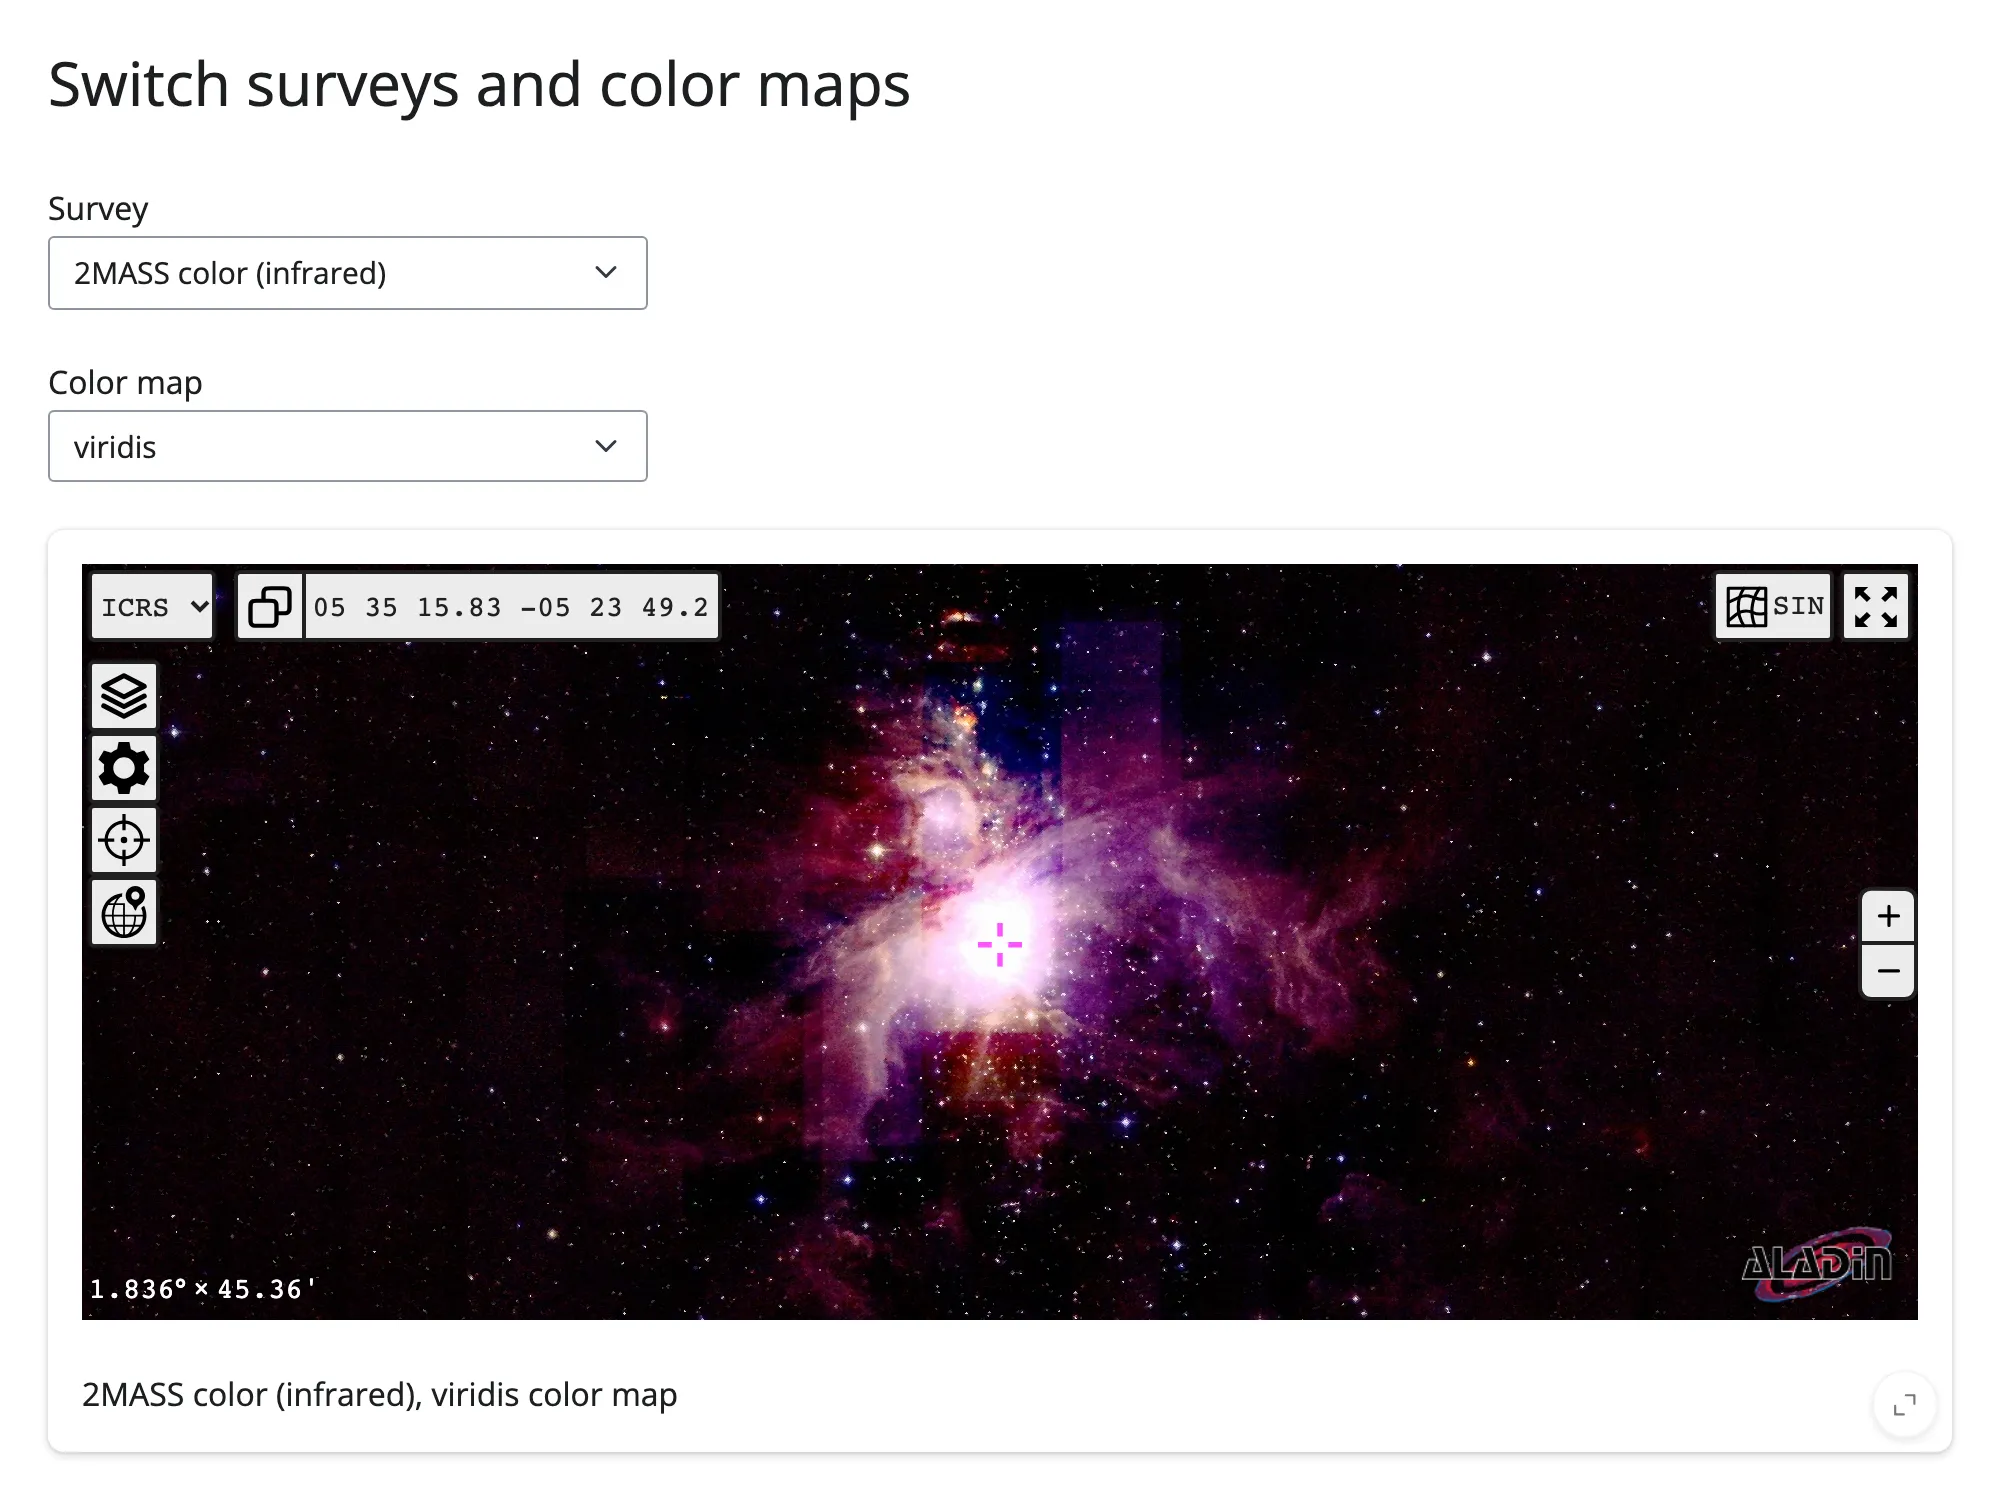 Switch surveys and color maps
Survey
2MASS color (infrared)
Color map
viridis
ICRS
05 35 15.83 -05 23 49.2
SIN
+
−
1.836° × 45.36'
ALADiN
2MASS color (infrared), viridis color map